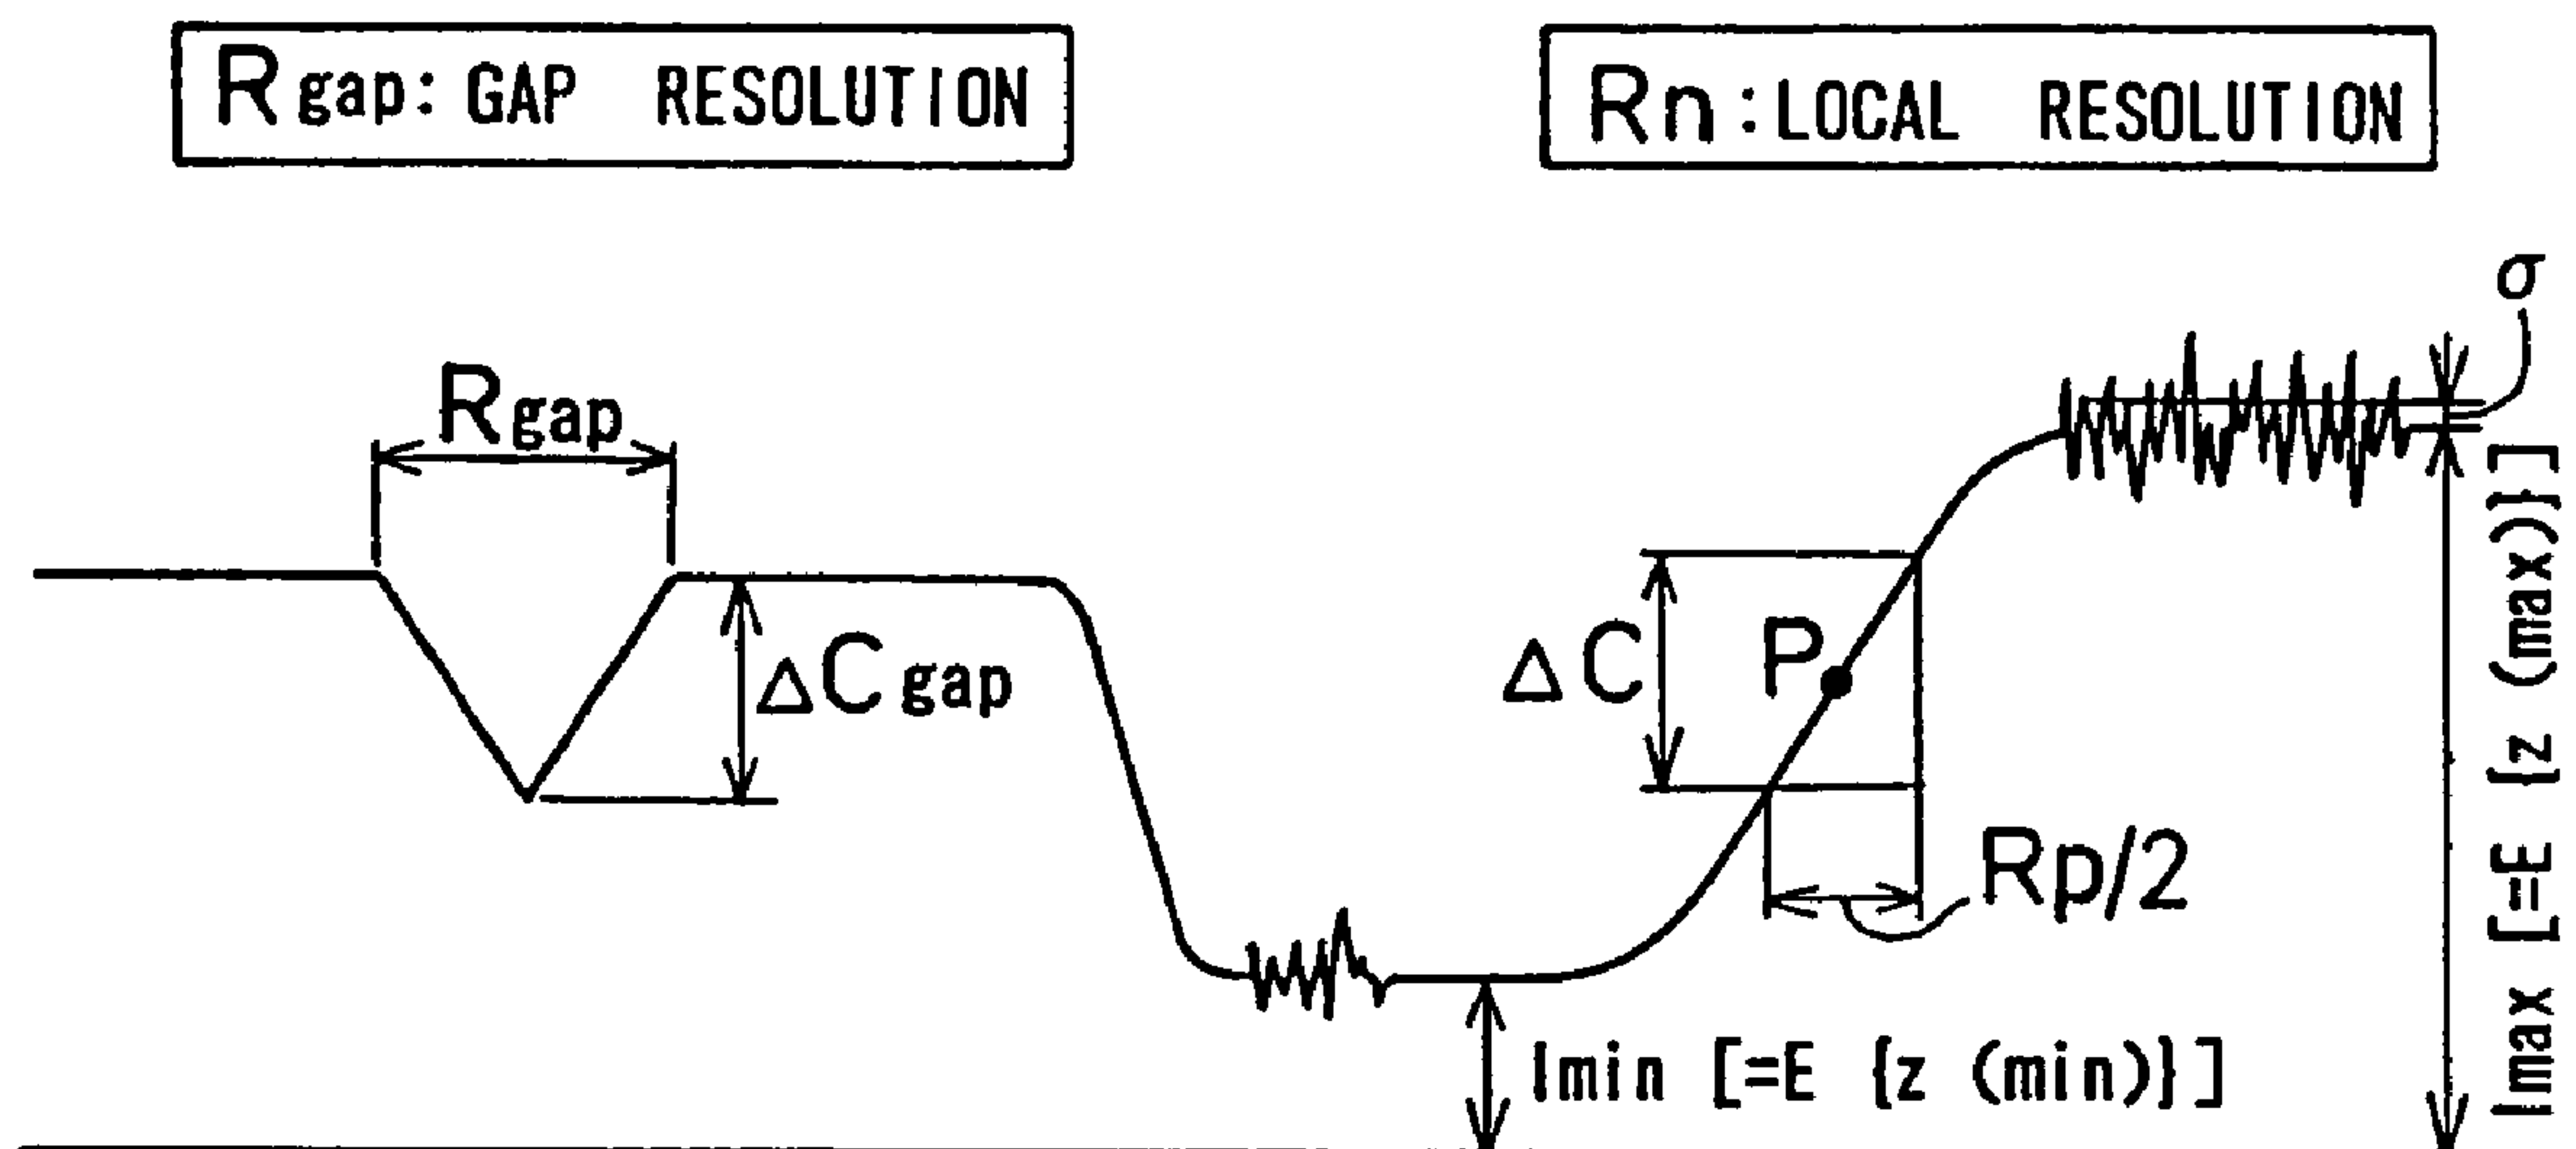 Rgap: GAP RESOLUTION
Rn: LOCAL RESOLUTION
σ
Rgap
ΔCgap
ΔC
P
Rp/2
Imin [=E {z (min)}]
Imax [=E {z (max)}]